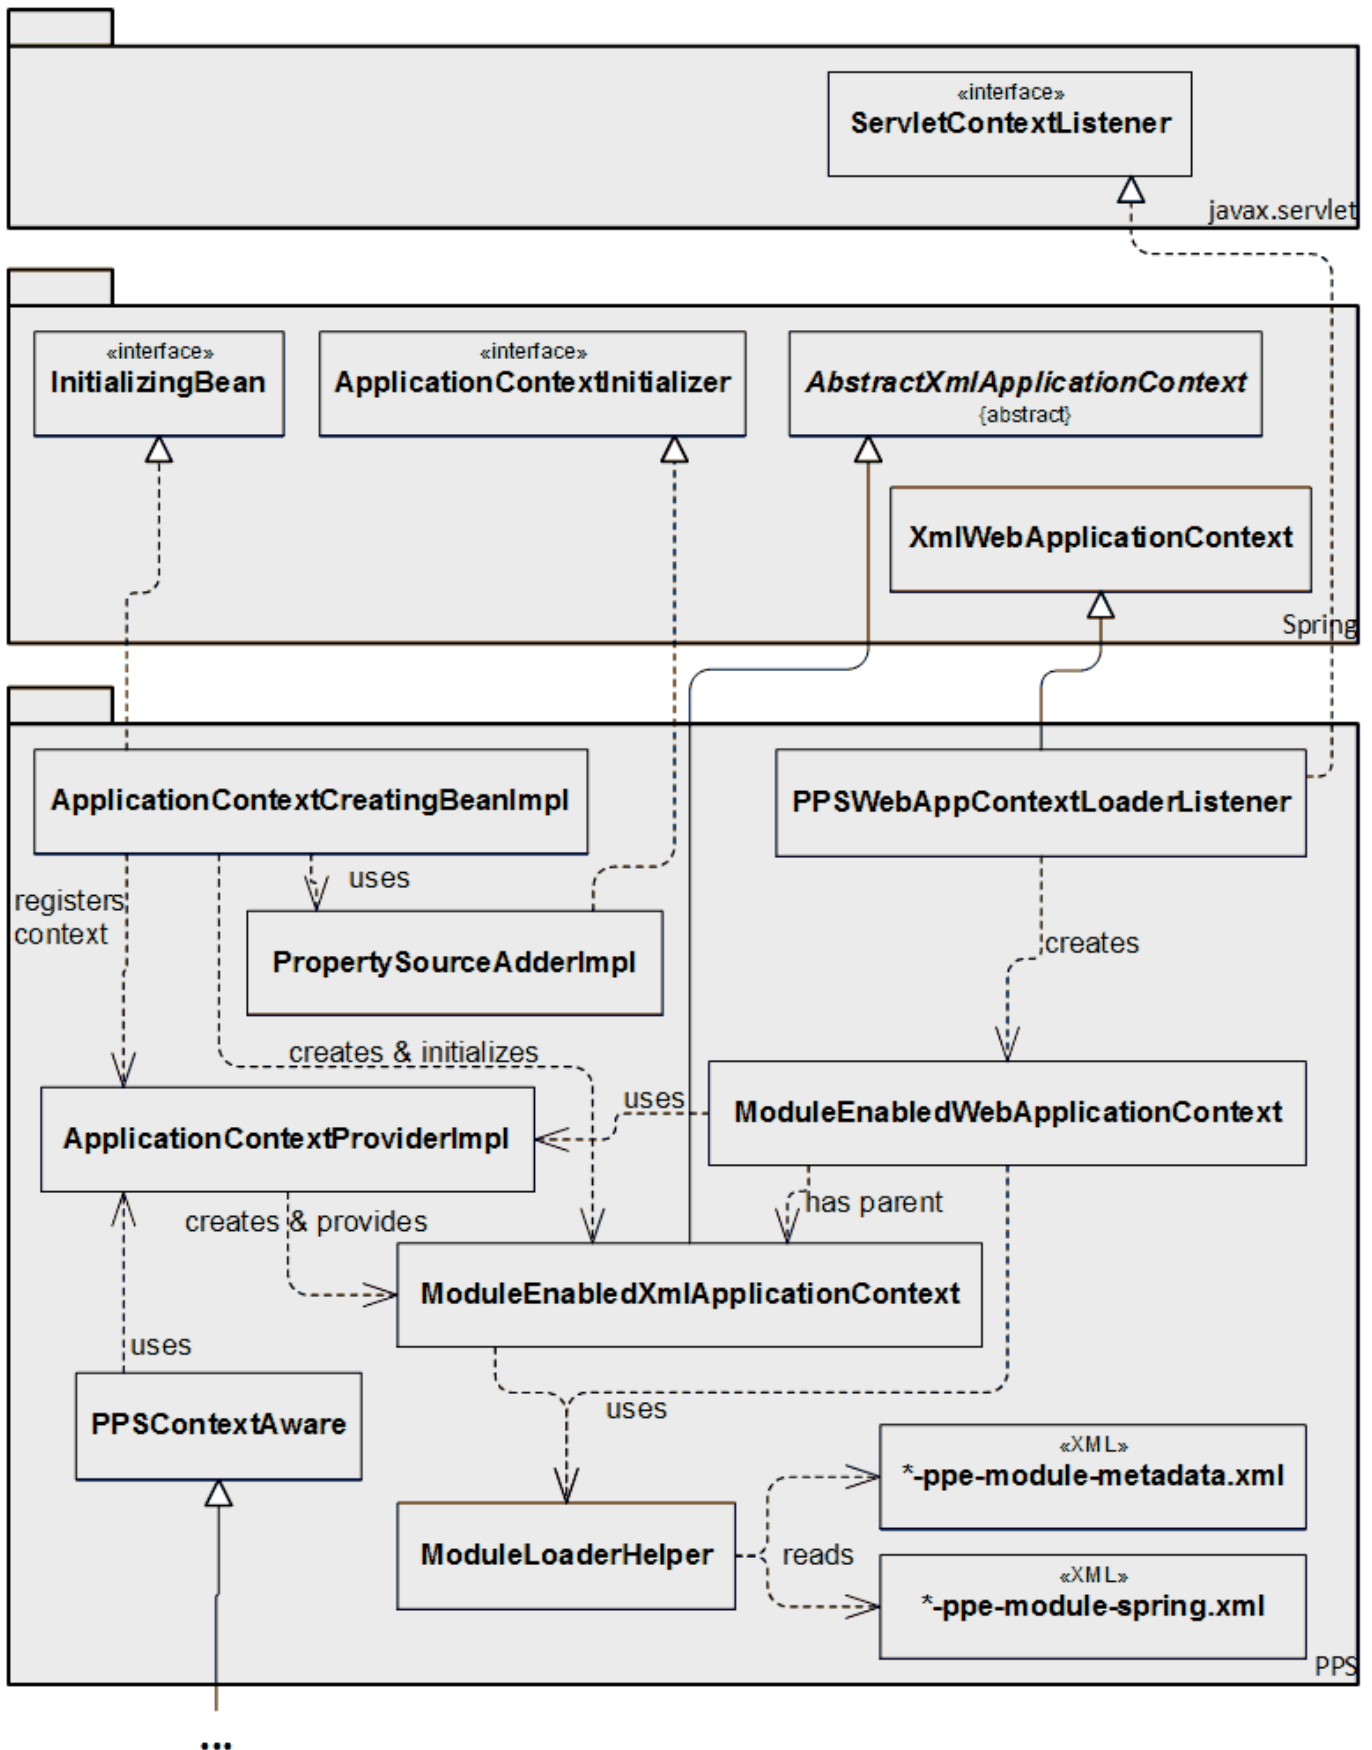 «interface»
ServletContextListener
javax.servlet
«interface»
InitializingBean
«interface»
ApplicationContextInitializer
AbstractXmlApplicationContext
{abstract}
XmlWebApplicationContext
Spring
ApplicationContextCreatingBeanImpl
PPSWebAppContextLoaderListener
uses
registers
context
creates
PropertySourceAdderImpl
creates & initializes
uses
ModuleEnabledWebApplicationContext
ApplicationContextProviderImpl
has parent
creates & provides
ModuleEnabledXmlApplicationContext
uses
PPSContextAware
uses
«XML»
*-ppe-module-metadata.xml
ModuleLoaderHelper
reads
«XML»
*-ppe-module-spring.xml
PPS
...